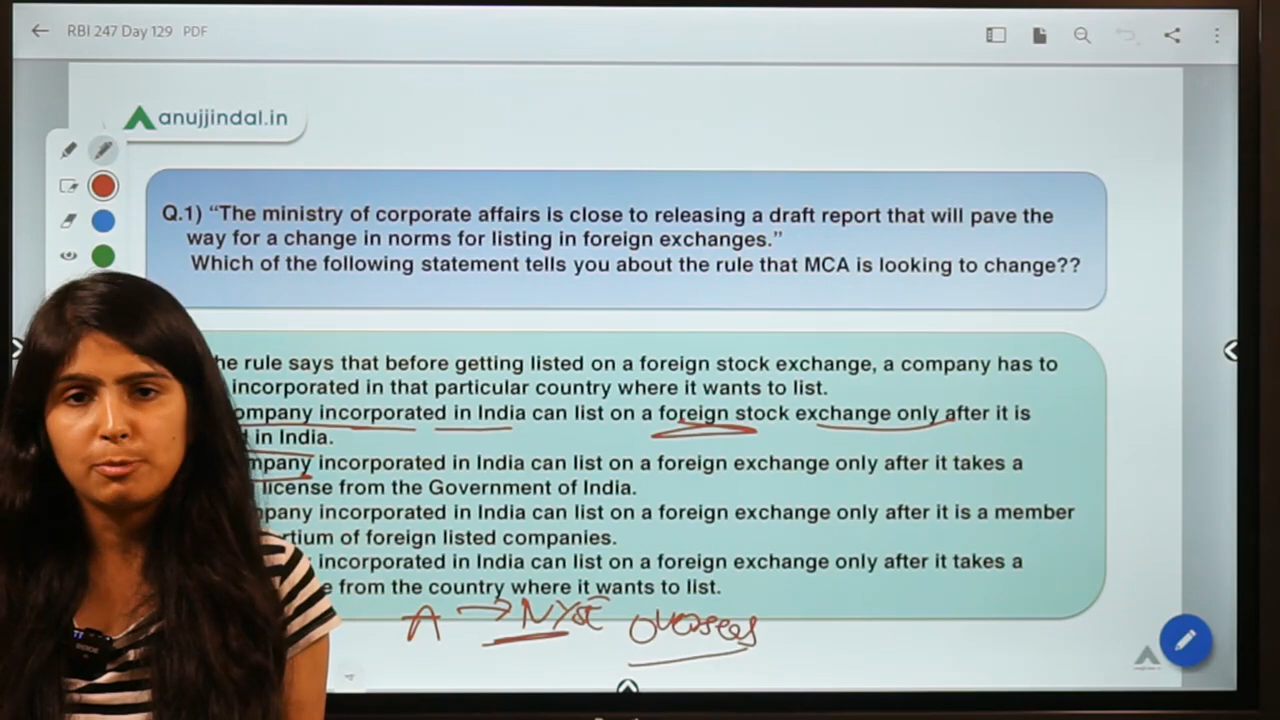 RBI 247 Day 129 PDF
anujjindal.in
Q.1) “The ministry of corporate affairs is close to releasing a draft report that will pave the
way for a change in norms for listing in foreign exchanges.”
Which of the following statement tells you about the rule that MCA is looking to change??
he rule says that before getting listed on a foreign stock exchange, a company has to
incorporated in that particular country where it wants to list.
ompany incorporated in India can list on a foreign stock exchange only after it is
in India.
mpany incorporated in India can list on a foreign exchange only after it takes a
license from the Government of India.
pany incorporated in India can list on a foreign exchange only after it is a member
rtium of foreign listed companies.
incorporated in India can list on a foreign exchange only after it takes a
e from the country where it wants to list.
A → NYSE overseas